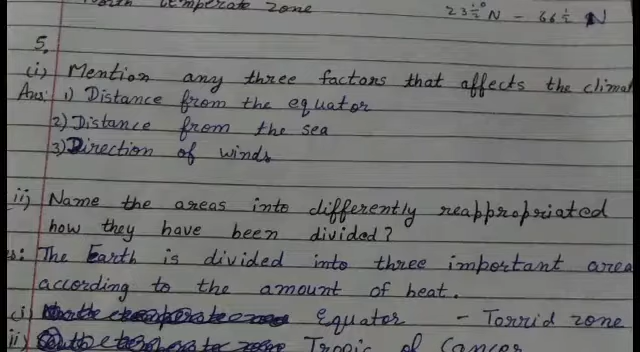 North temperate zone 23½°N - 66½ N
5.
(i) Mention any three factors that affects the climat
Ans: 1) Distance from the equator
2) Distance from the sea
3) Direction of winds
ii) Name the areas into differently reappropriated
how they have been divided?
s: The Earth is divided into three important area
according to the amount of heat.
i) Equator - Torrid zone
ii) Tropic of Cancer